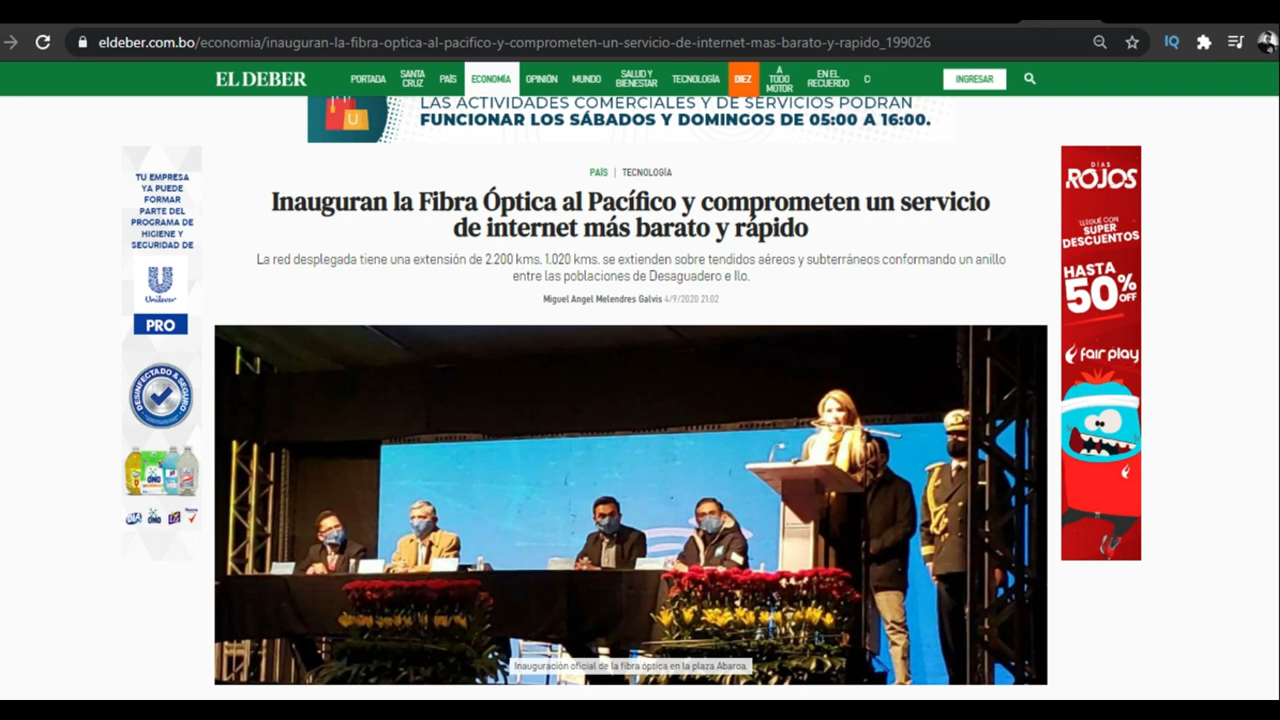 eldeber.com.bo/economia/inauguran-la-fibra-optica-al-pacifico-y-comprometen-un-servicio-de-internet-mas-barato-y-rapido_199026
IQ
EL DEBER
PORTADA
SANTA CRUZ
PAÍS
ECONOMÍA
OPINIÓN
MUNDO
SALUD Y BIENESTAR
TECNOLOGÍA
DIEZ
A TODO MOTOR
EN EL RECUERDO
C
INGRESAR
LAS ACTIVIDADES COMERCIALES Y DE SERVICIOS PODRÁN
FUNCIONAR LOS SÁBADOS Y DOMINGOS DE 05:00 A 16:00.
TU EMPRESA
YA PUEDE
FORMAR
PARTE DEL
PROGRAMA DE
HIGIENE Y
SEGURIDAD DE
Unilever
PRO
DESINFECTADO & SEGURO
OMO
PAÍS | TECNOLOGÍA
Inauguran la Fibra Óptica al Pacífico y comprometen un servicio
de internet más barato y rápido
La red desplegada tiene una extensión de 2.200 kms. 1.020 kms. se extienden sobre tendidos aéreos y subterráneos conformando un anillo
entre las poblaciones de Desaguadero e Ilo.
Miguel Angel Melendres Galvis 4/9/2020 21:02
Inauguración oficial de la fibra óptica en la plaza Abaroa.
DÍAS
ROJOS
LLEGUÉ CON
SUPER
DESCUENTOS
HASTA
50% OFF
fair play